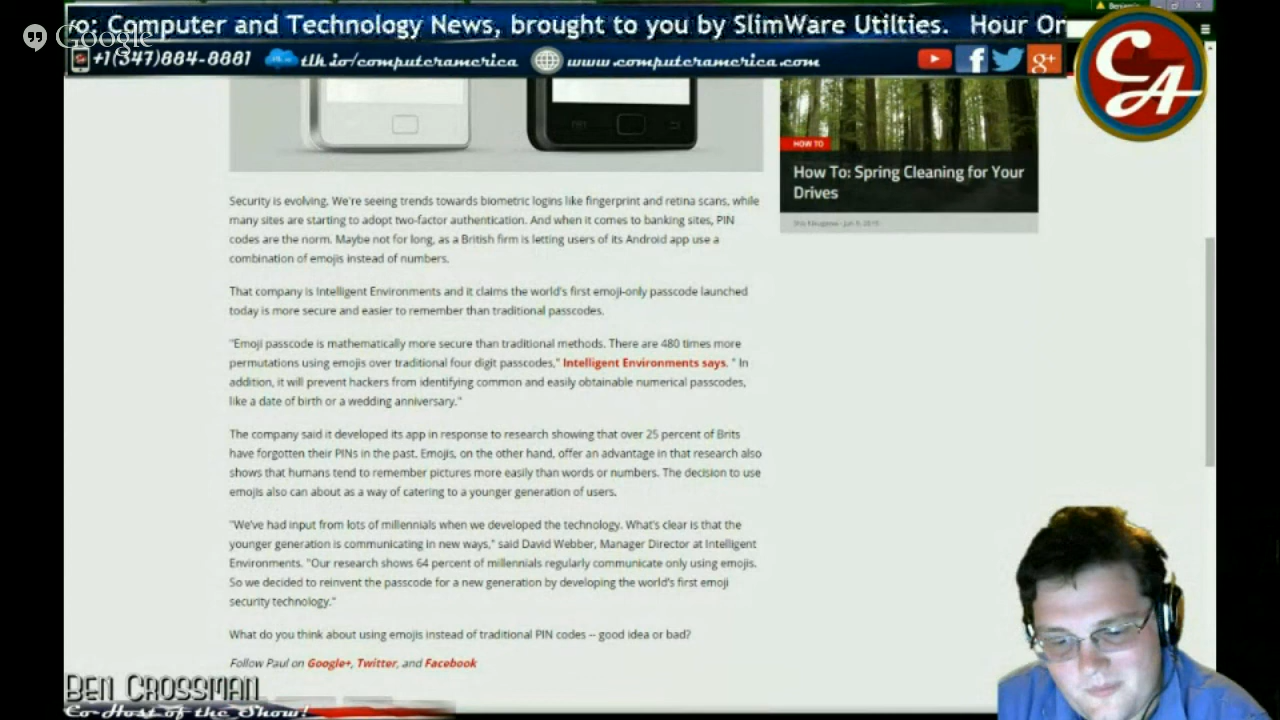 o: Computer and Technology News, brought to you by SlimWare Utilties. Hour On
Google
+1(347)884-8881 tlk.io/computeramerica www.computeramerica.com
g+
CA
HOW TO
How To: Spring Cleaning for Your
Drives
Security is evolving. We're seeing trends towards biometric logins like fingerprint and retina scans, while
many sites are starting to adopt two-factor authentication. And when it comes to banking sites, PIN
codes are the norm. Maybe not for long, as a British firm is letting users of its Android app use a
combination of emojis instead of numbers.
That company is Intelligent Environments and it claims the world's first emoji-only passcode launched
today is more secure and easier to remember than traditional passcodes.
"Emoji passcode is mathematically more secure than traditional methods. There are 480 times more
permutations using emojis over traditional four digit passcodes," Intelligent Environments says. " In
addition, it will prevent hackers from identifying common and easily obtainable numerical passcodes,
like a date of birth or a wedding anniversary."
The company said it developed its app in response to research showing that over 25 percent of Brits
have forgotten their PINs in the past. Emojis, on the other hand, offer an advantage in that research also
shows that humans tend to remember pictures more easily than words or numbers. The decision to use
emojis also can about as a way of catering to a younger generation of users.
"We've had input from lots of millennials when we developed the technology. What's clear is that the
younger generation is communicating in new ways," said David Webber, Manager Director at Intelligent
Environments. "Our research shows 64 percent of millennials regularly communicate only using emojis.
So we decided to reinvent the passcode for a new generation by developing the world's first emoji
security technology."
What do you think about using emojis instead of traditional PIN codes -- good idea or bad?
Follow Paul on Google+, Twitter, and Facebook
Ben Crossman
Co-Host of the Show!